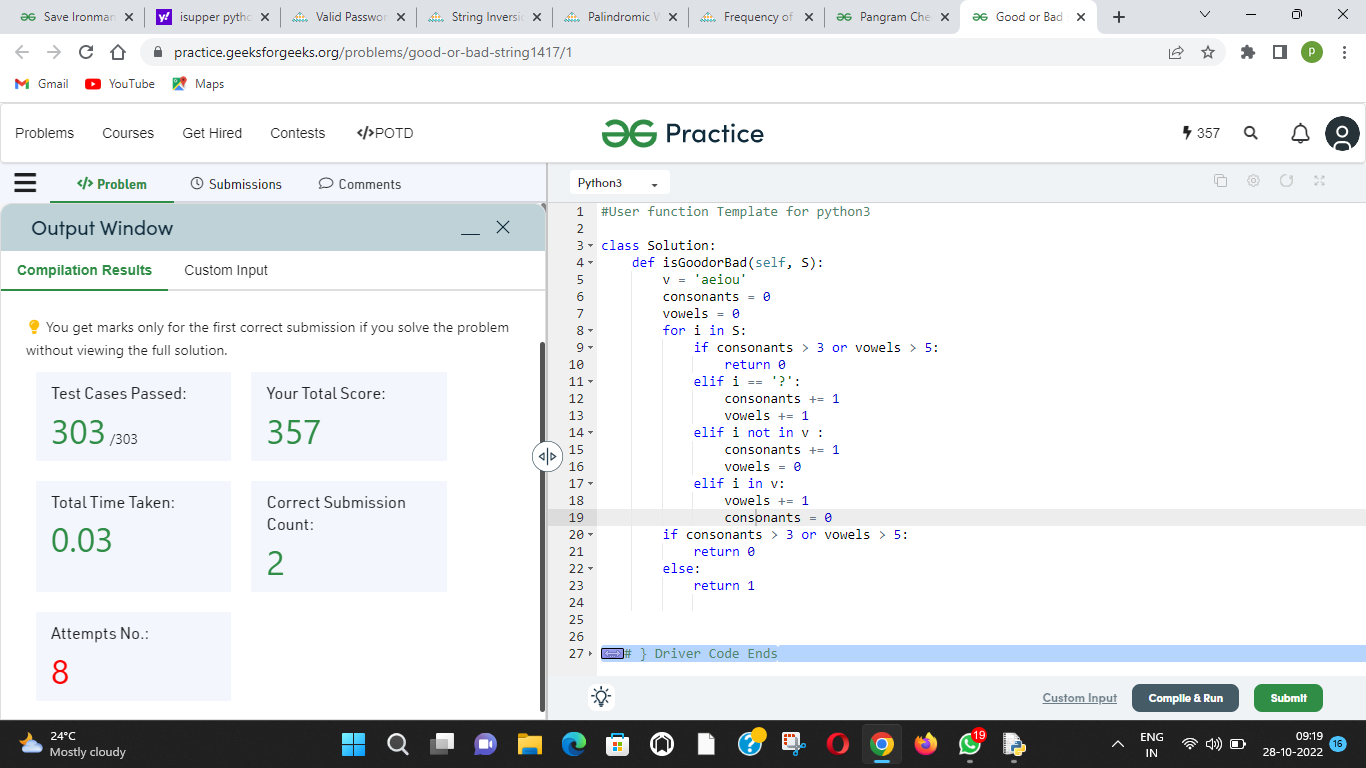 Save Ironman
isupper pytho
Valid Passwor
String Inversio
Palindromic W
Frequency of
Pangram Che
Good or Bad
practice.geeksforgeeks.org/problems/good-or-bad-string1417/1
P
Gmail
YouTube
Maps
Problems
Courses
Get Hired
Contests
</>POTD
Practice
357
</> Problem
Submissions
Comments
Output Window
Compilation Results
Custom Input
💡 You get marks only for the first correct submission if you solve the problem
without viewing the full solution.
Test Cases Passed:
303 /303
Your Total Score:
357
Total Time Taken:
0.03
Correct Submission
Count:
2
Attempts No.:
8
Python3
1 #User function Template for python3
2
3 class Solution:
4     def isGoodorBad(self, S):
5         v = 'aeiou'
6         consonants = 0
7         vowels = 0
8         for i in S:
9             if consonants > 3 or vowels > 5:
10                 return 0
11             elif i == '?':
12                 consonants += 1
13                 vowels += 1
14             elif i not in v :
15                 consonants += 1
16                 vowels = 0
17             elif i in v:
18                 vowels += 1
19                 consonants = 0
20         if consonants > 3 or vowels > 5:
21             return 0
22         else:
23             return 1
24
25
26
27 # } Driver Code Ends
Custom Input
Compile & Run
Submit
24°C
Mostly cloudy
19
ENG
IN
09:19
28-10-2022
16